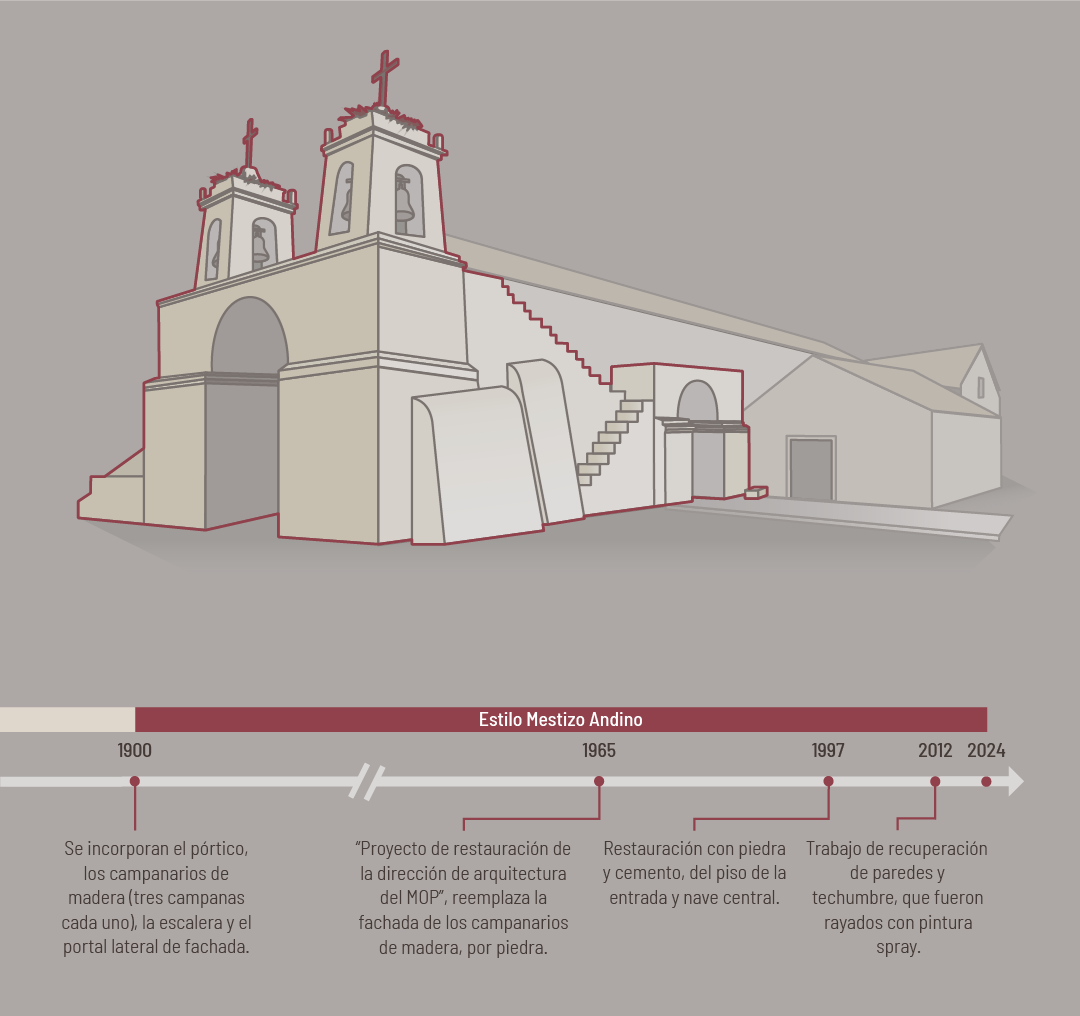 Estilo Mestizo Andino
1900
1965
1997
2012
2024
Se incorporan el pórtico,
los campanarios de
madera (tres campanas
cada uno), la escalera y el
portal lateral de fachada.
“Proyecto de restauración de
la dirección de arquitectura
del MOP”, reemplaza la
fachada de los campanarios
de madera, por piedra.
Restauración con piedra
y cemento, del piso de la
entrada y nave central.
Trabajo de recuperación
de paredes y
techumbre, que fueron
rayados con pintura
spray.